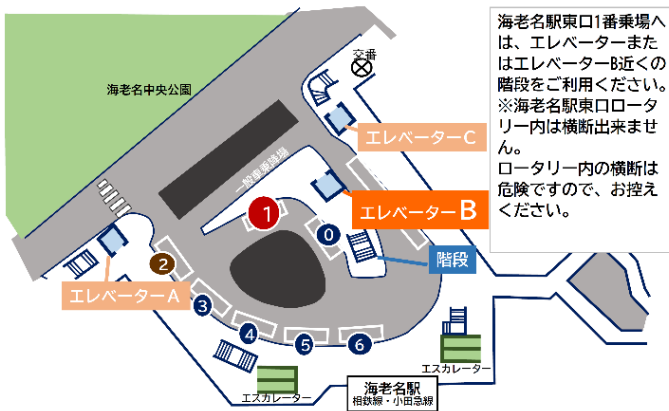 海老名駅東口1番乗場へ
は、エレベーターまた
はエレベーターB近くの
階段をご利用ください。
※海老名駅東口ロータ
リー内は横断出来ませ
ん。
ロータリー内の横断は
危険ですので、お控え
ください。
交番
海老名中央公園
エレベーターC
一般車乗降場
エレベーターB
1
0
階段
2
エレベーターA
3
4
5
6
エスカレーター
エスカレーター
海老名駅
相鉄線・小田急線